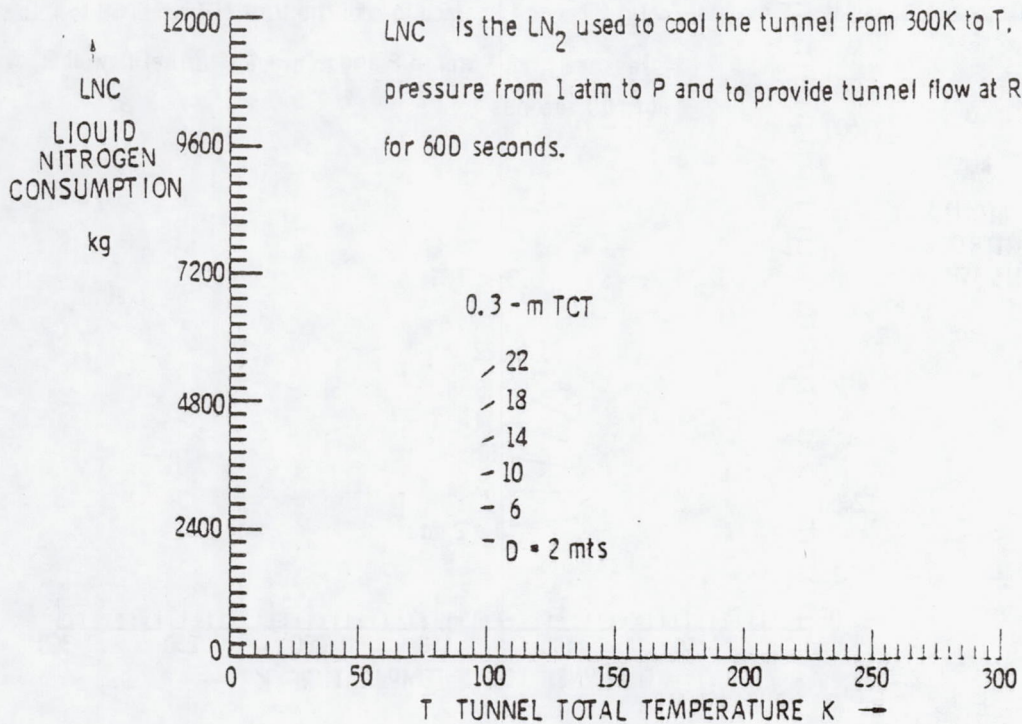 12000
LNC is the LN2 used to cool the tunnel from 300K to T,
pressure from 1 atm to P and to provide tunnel flow at R
for 60D seconds.
LNC
LIQUID
NITROGEN
CONSUMPTION
kg
9600
7200
0.3 - m TCT
22
4800
18
14
10
6
2400
D = 2 mts
0
0 50 100 150 200 250 300
T TUNNEL TOTAL TEMPERATURE K →